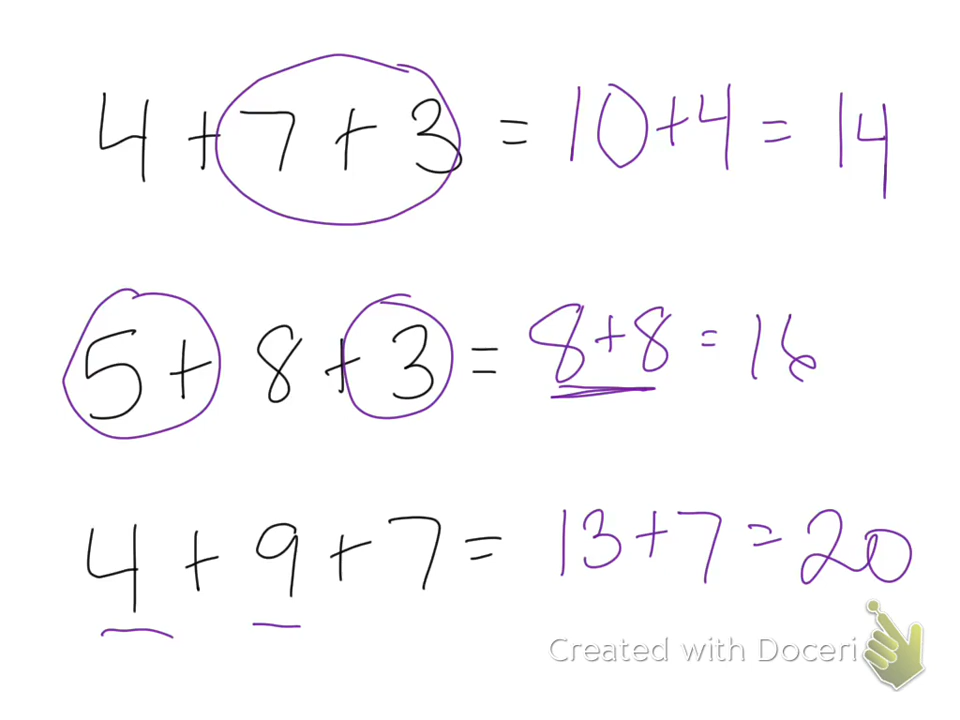 4 + 7 + 3 = 10 + 4 = 14
5 + 8 + 3 = 8 + 8 = 16
4 + 9 + 7 = 13 + 7 = 20
Created with Doceri